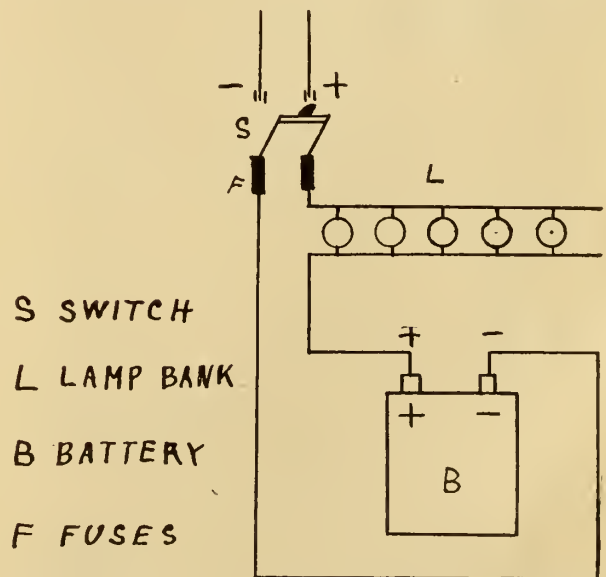 - +
S
F
L
S SWITCH
L LAMP BANK
+ -
+ -
B BATTERY
B
F FUSES